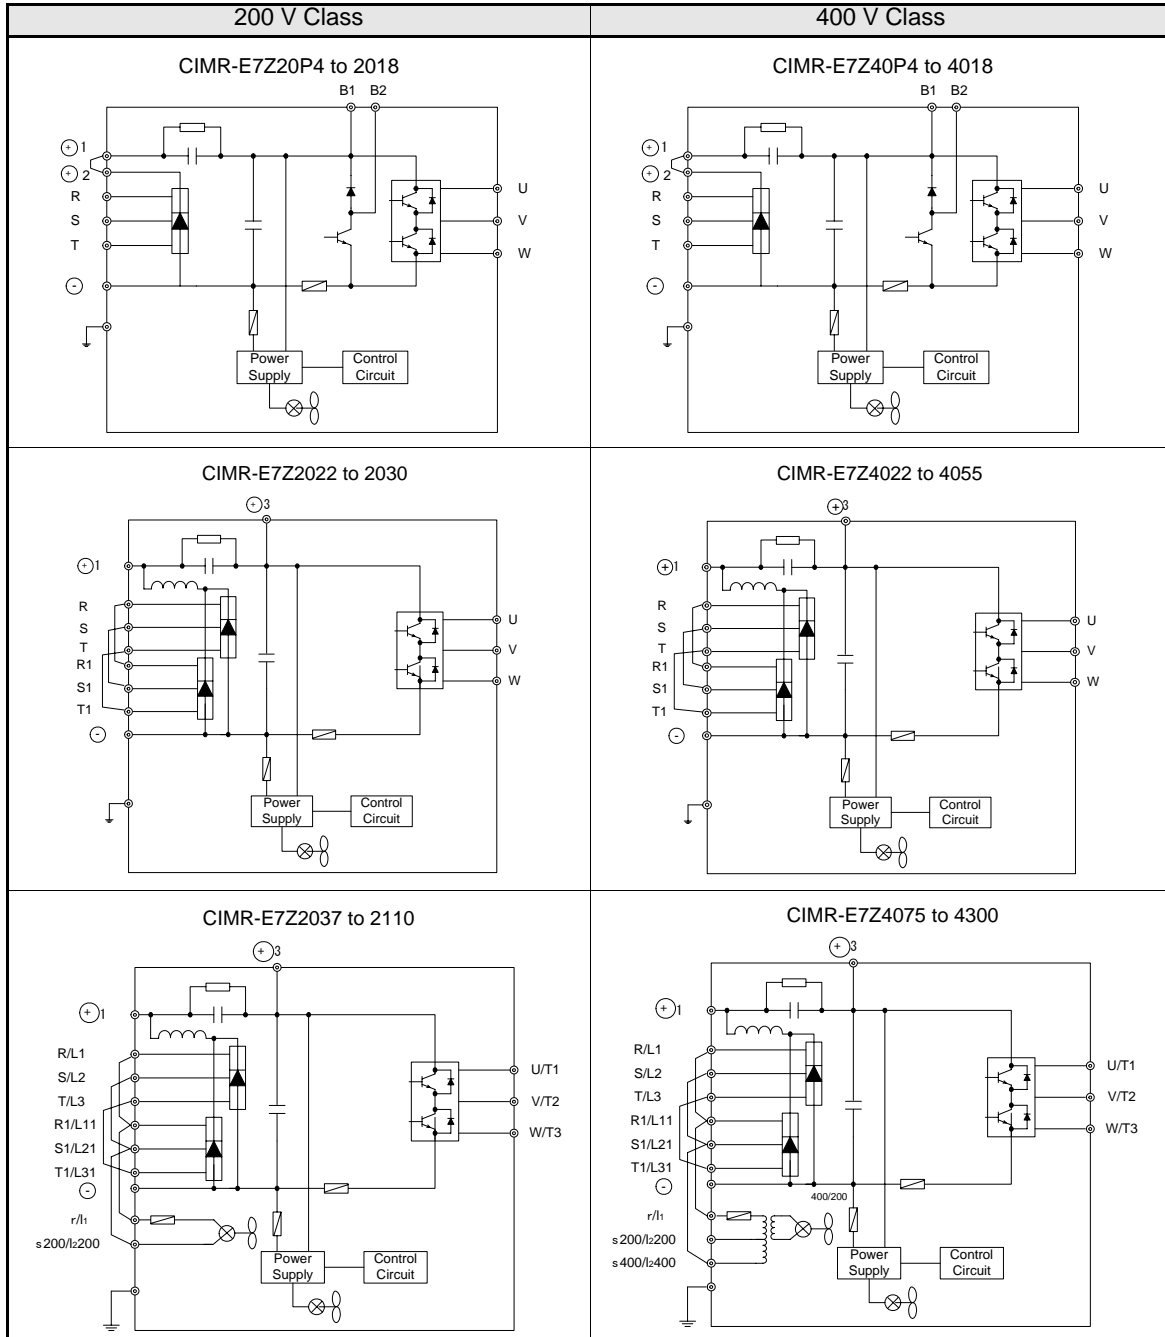 200 V Class
400 V Class
CIMR-E7Z20P4 to 2018
B1 B2
+ 1
+ 2
R
S
T
-
U
V
W
Power
Supply
Control
Circuit
CIMR-E7Z40P4 to 4018
B1 B2
+ 1
+ 2
R
S
T
-
U
V
W
Power
Supply
Control
Circuit
CIMR-E7Z2022 to 2030
+ 3
+ 1
R
S
T
R1
S1
T1
-
U
V
W
Power
Supply
Control
Circuit
CIMR-E7Z4022 to 4055
+ 3
+ 1
R
S
T
R1
S1
T1
-
U
V
W
Power
Supply
Control
Circuit
CIMR-E7Z2037 to 2110
+ 3
+ 1
R/L1
S/L2
T/L3
R1/L11
S1/L21
T1/L31
-
r/l1
s200/l2200
U/T1
V/T2
W/T3
Power
Supply
Control
Circuit
CIMR-E7Z4075 to 4300
+ 3
+ 1
R/L1
S/L2
T/L3
R1/L11
S1/L21
T1/L31
-
400/200
r/l1
s200/l2200
s400/l2400
U/T1
V/T2
W/T3
Power
Supply
Control
Circuit